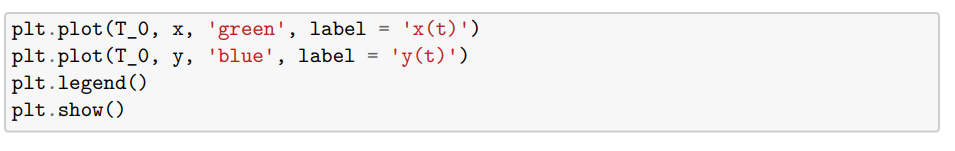 plt.plot(T_0, x, 'green', label = 'x(t)')
plt.plot(T_0, y, 'blue', label = 'y(t)')
plt.legend()
plt.show()